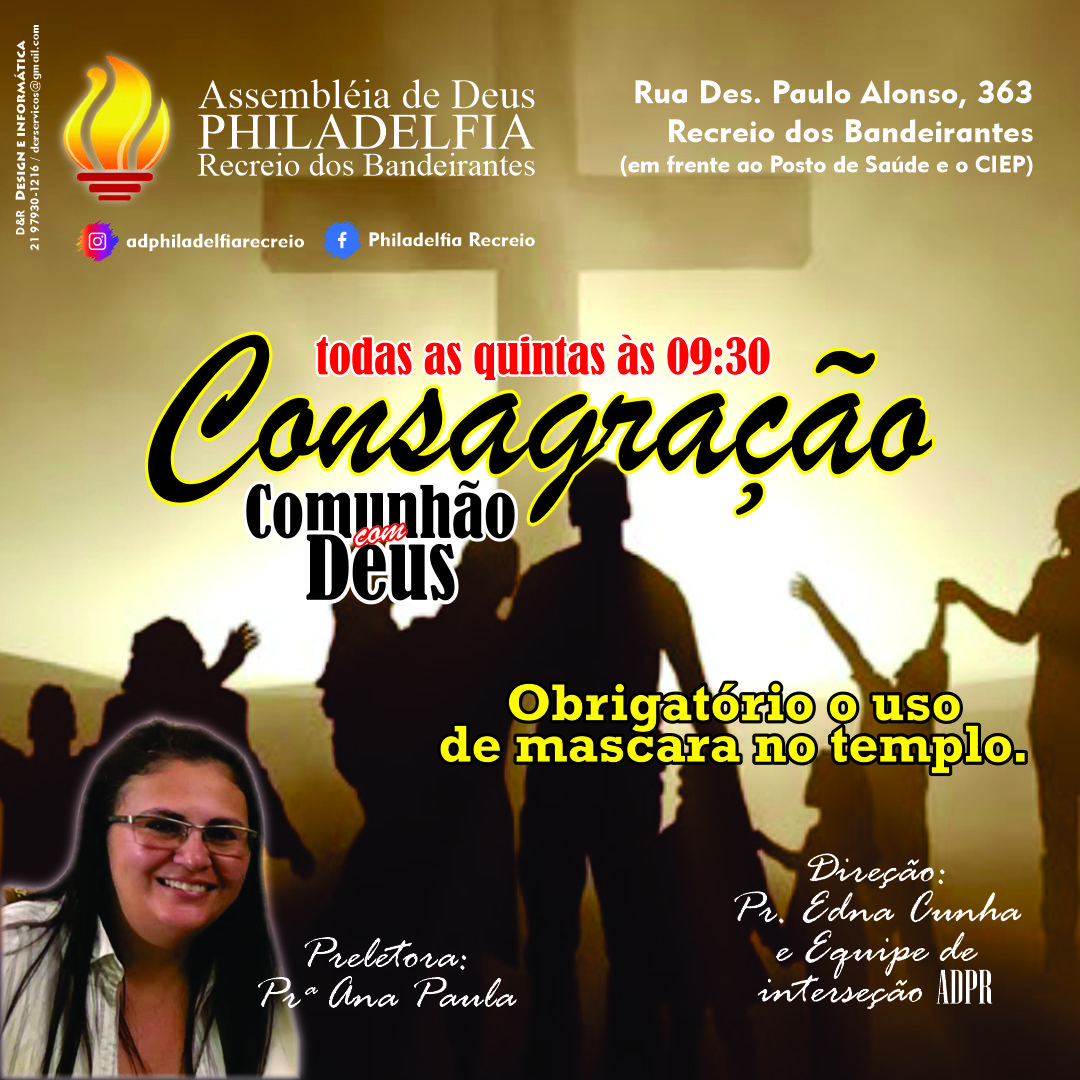 D&R DESIGN E INFORMÁTICA
21 97930-1216 / derservicos@gmail.com
Assembléia de Deus
PHILADELFIA
Recreio dos Bandeirantes
Rua Des. Paulo Alonso, 363
Recreio dos Bandeirantes
(em frente ao Posto de Saúde e o CIEP)
adphiladelfiarecreio
Philadelfia Recreio
todas as quintas às 09:30
Consagração
Comunhão
com
Deus
Obrigatório o uso
de mascara no templo.
Preletora:
Prª Ana Paula
Direção:
Pr. Edna Cunha
e Equipe de
interseção ADPR